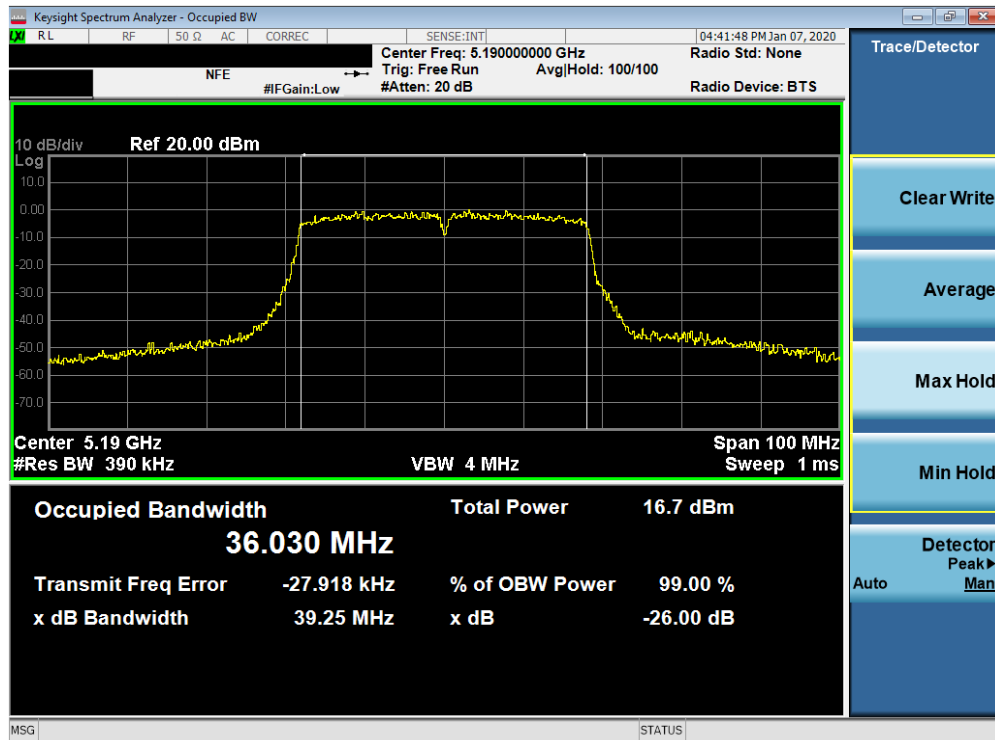 Keysight Spectrum Analyzer - Occupied BW
LXI RL RF 50 Ω AC CORREC SENSE:INT 04:41:48 PM Jan 07, 2020
Center Freq: 5.190000000 GHz Radio Std: None
NFE Trig: Free Run Avg|Hold: 100/100
#IFGain:Low #Atten: 20 dB Radio Device: BTS
10 dB/div Ref 20.00 dBm
Log
10.0
0.00
-10.0
-20.0
-30.0
-40.0
-50.0
-60.0
-70.0
Center 5.19 GHz Span 100 MHz
#Res BW 390 kHz VBW 4 MHz Sweep 1 ms
Occupied Bandwidth Total Power 16.7 dBm
36.030 MHz
Transmit Freq Error -27.918 kHz % of OBW Power 99.00 %
x dB Bandwidth 39.25 MHz x dB -26.00 dB
MSG STATUS
Trace/Detector
Clear Write
Average
Max Hold
Min Hold
Detector
Peak▶
Auto Man